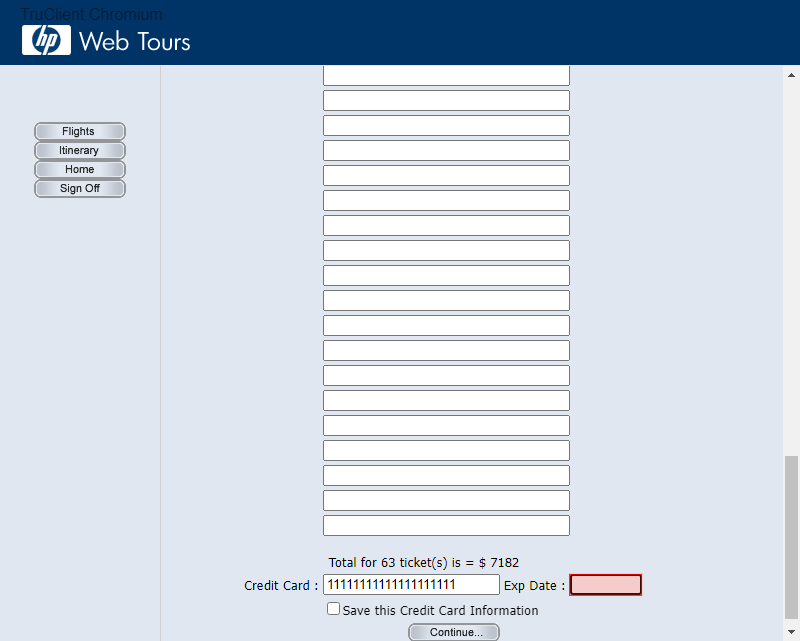 TruClient Chromium
hp Web Tours
Flights
Itinerary
Home
Sign Off
Total for 63 ticket(s) is = $ 7182
Credit Card : 11111111111111111111 Exp Date :
Save this Credit Card Information
Continue...